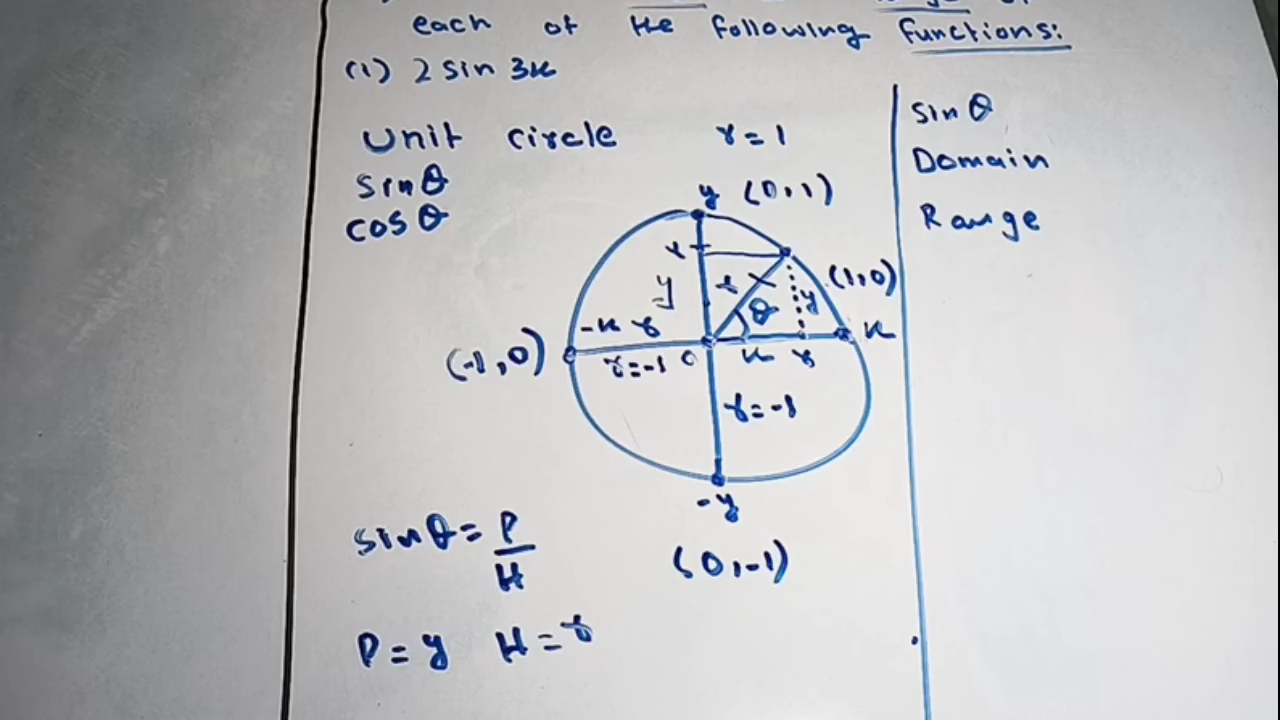 each of the following functions:
(1) 2 sin 3x
Unit circle r = 1
sinθ
cosθ
y (0,1)
r
y
r
θ
y
(1,0)
-x r
(-1,0)
r=-1 0 x r x
r=-1
-y
(0,-1)
sinθ = P/H
P = y H = r
sinθ
Domain
Range